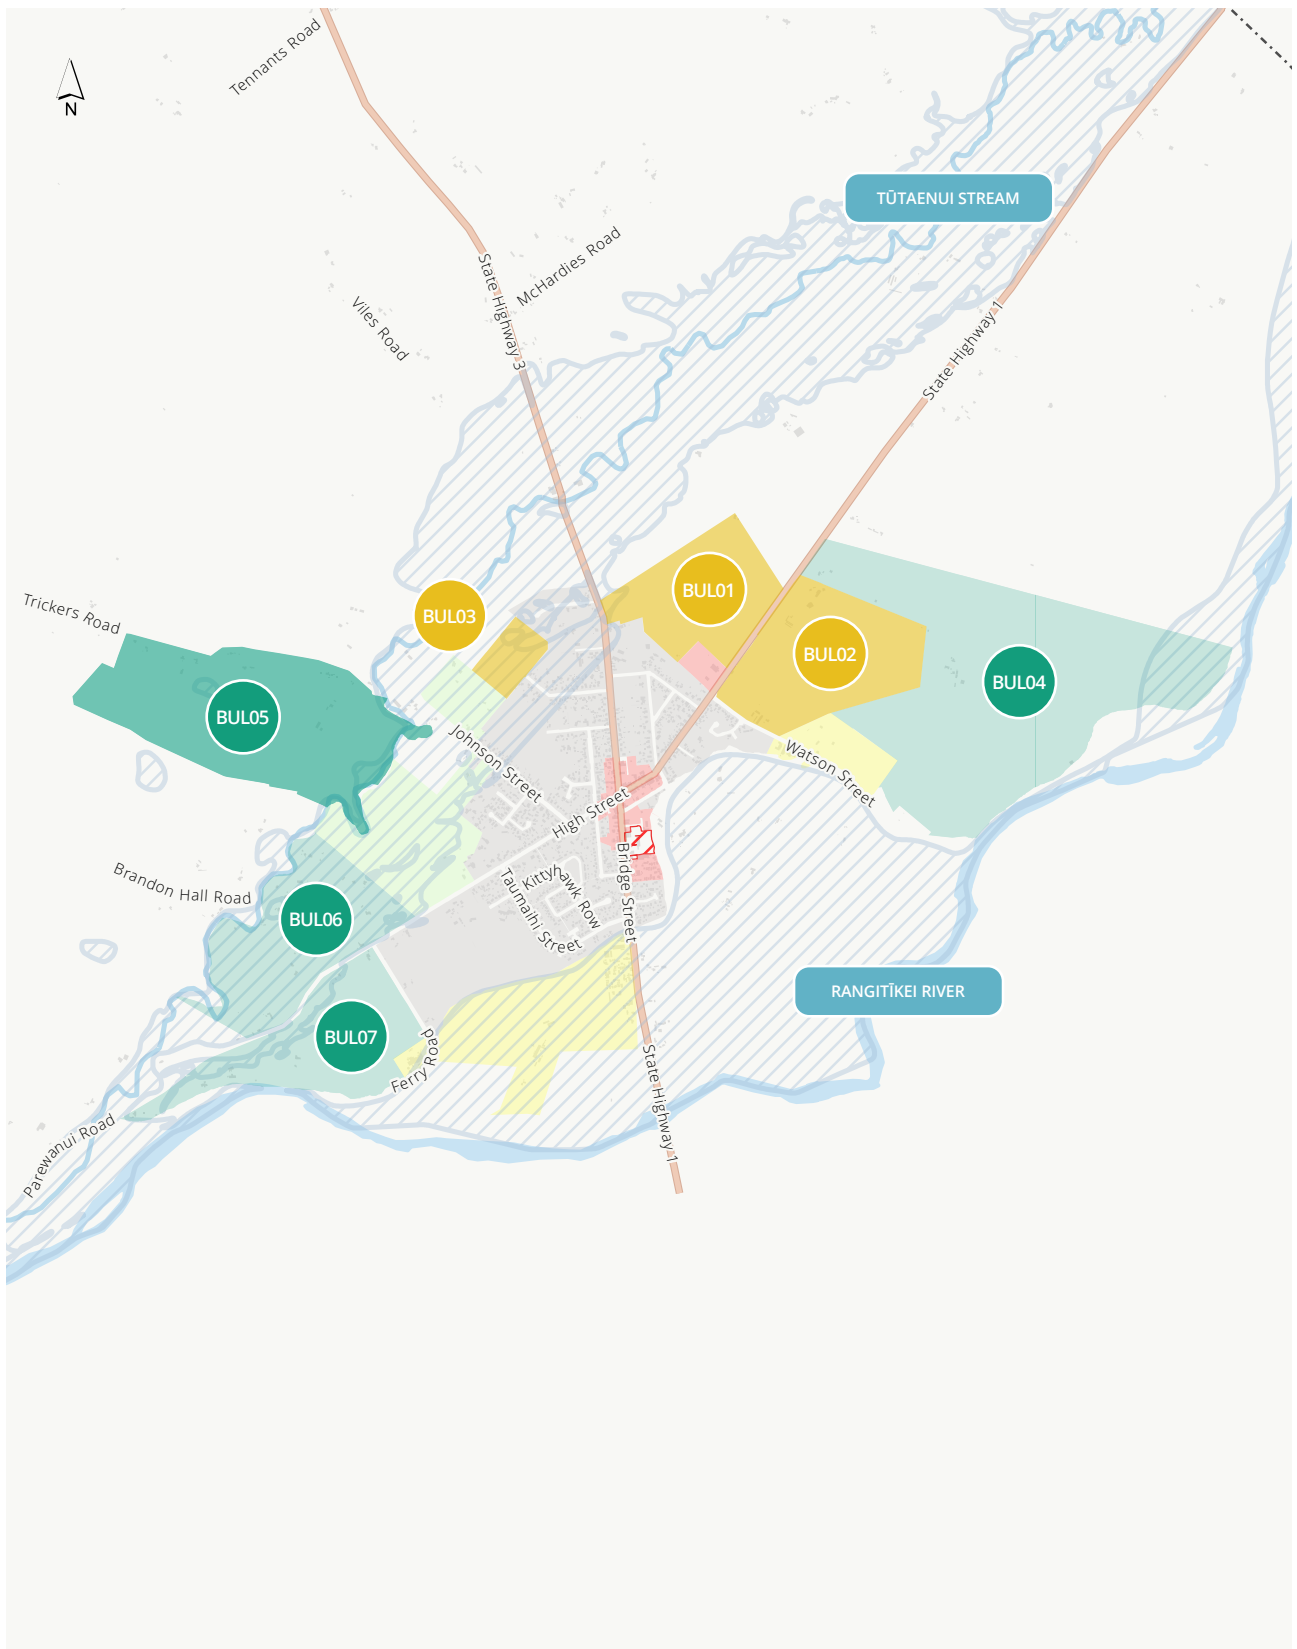 Tennants Road
N
TŪTAENUI STREAM
McHardies Road
State Highway 3
Viles Road
State Highway 1
BUL01
BUL03
Trickers Road
BUL02
BUL04
BUL05
Johnson Street
Watson Street
High Street
Bridge Street
Kittyhawk Row
Taumaihi Street
Brandon Hall Road
BUL06
RANGITĪKEI RIVER
BUL07
Ferry Road
State Highway 1
Parewanui Road